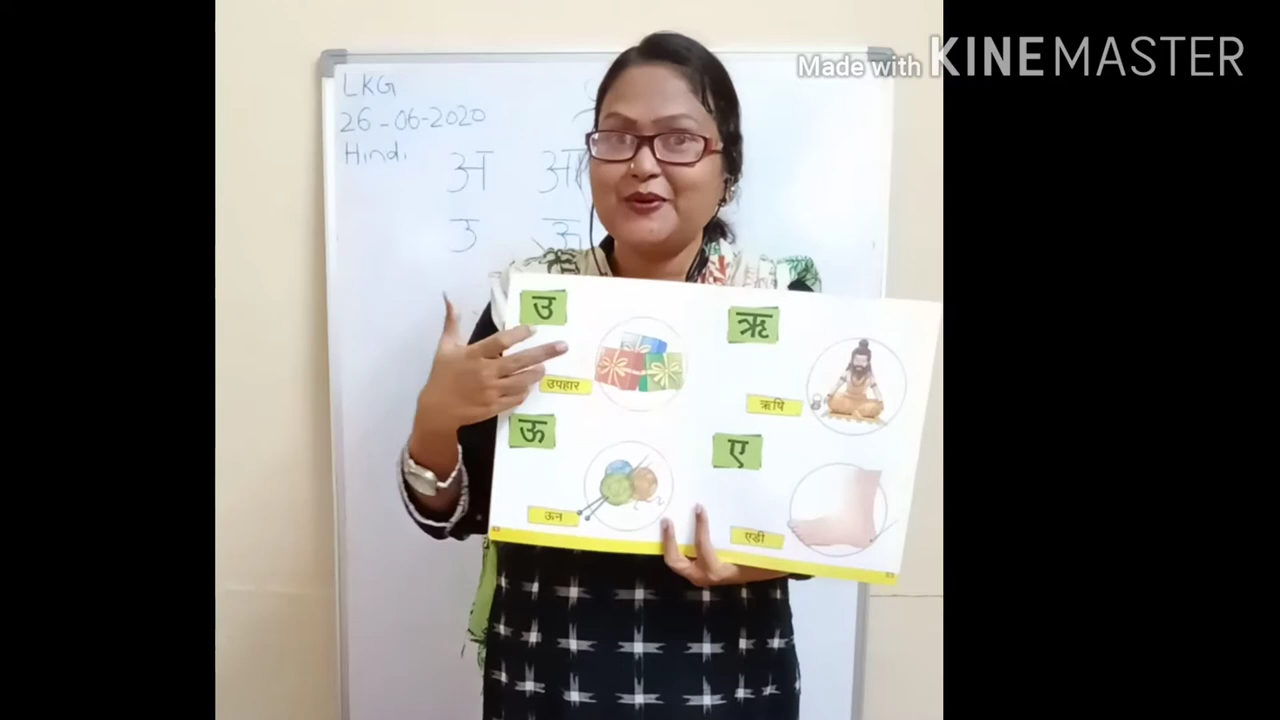 Made with KINEMASTER
LKG
26-06-2020
Hindi
अ आ
उ ऊ
उ
उपहार
ऊ
ऊन
ऋ
ऋषि
ए
एडी